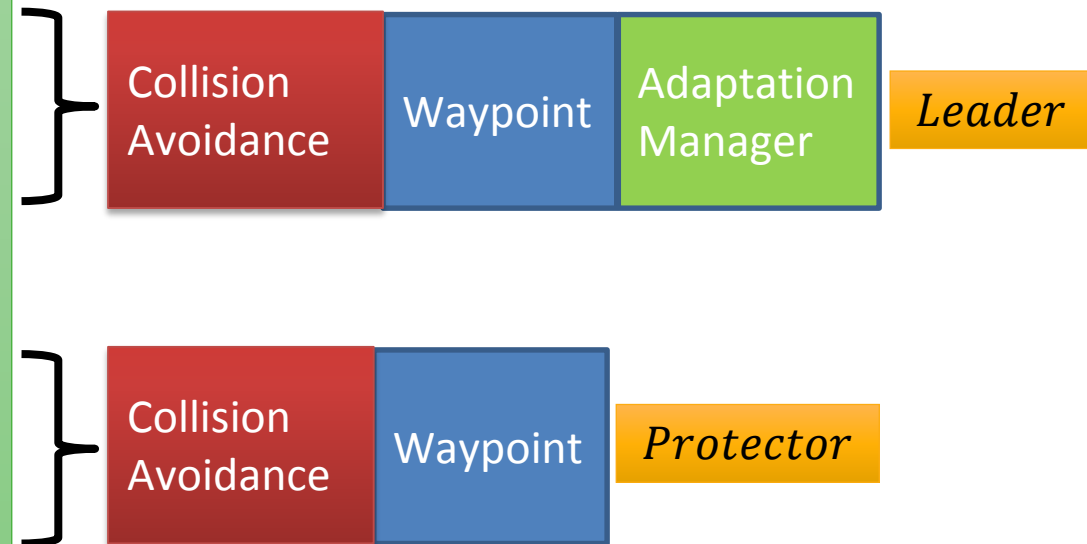 Collision
Avoidance
Waypoint
Adaptation
Manager
Leader
Collision
Avoidance
Waypoint
Protector